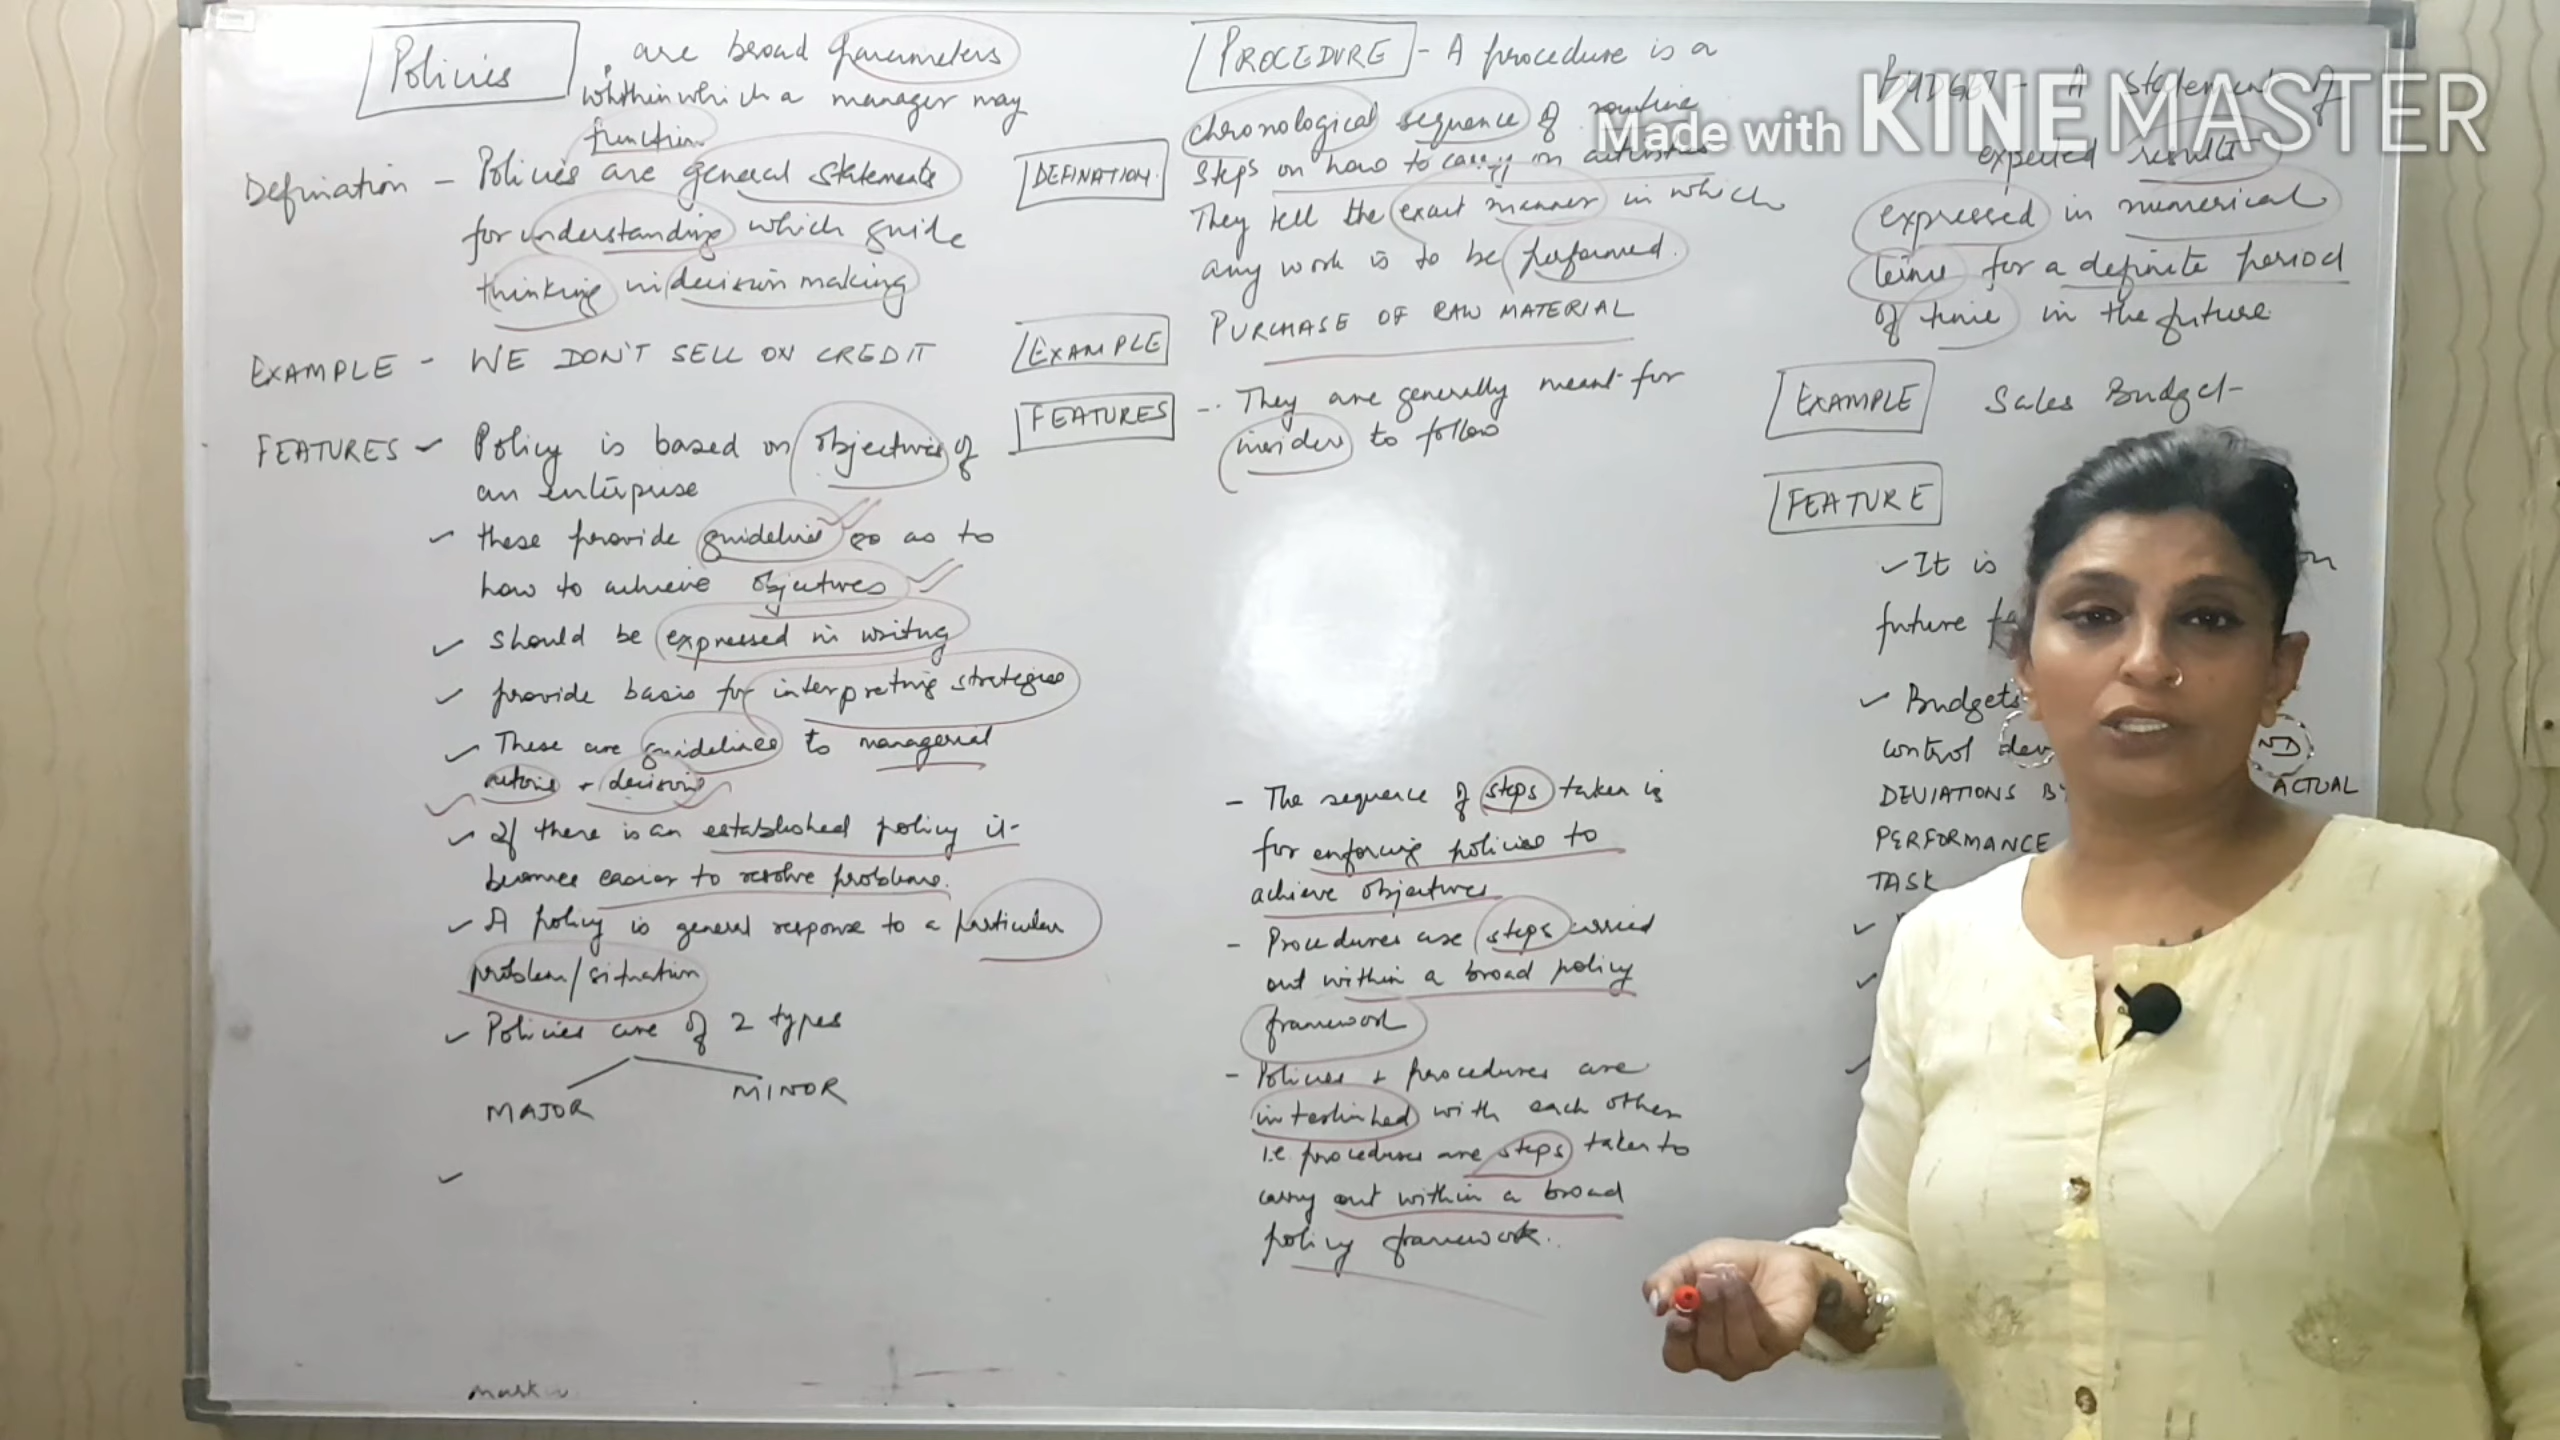 Policies
are broad parameters
whthin which a manager may
function
Defination - Policies are general statements
for understanding which guide
thinking in decision making
EXAMPLE - WE DON'T SELL ON CREDIT
FEATURES - Policy is based on objectives of
an enterprise
these provide guideline so as to
how to achieve objectives
should be expressed in writing
provide basis for interpreting strategies
These are guidelines to managerial
actions + decisions
If there is an established policy it
becomes easier to resolve problems.
A policy is general response to a particular
problem/situation
Policies are of 2 types
MAJOR MINOR
PROCEDURE - A procedure is a
chronological sequence of routine
DEFINATION
steps on how to carry on activities
They tell the exact manner in which
any work is to be performed.
EXAMPLE
PURCHASE OF RAW MATERIAL
FEATURES - They are generally meant for
insiders to follow
- The sequence of steps taken is
for enforcing policies to
achieve objectives
- Procedures are steps carried
out within a broad policy
framework
- Policies + procedures are
interlinked with each other
i.e. procedures are steps taken to
carry out within a broad
policy framework.
BUDGET - A statement of
expected results
expressed in numerical
terms for a definite period
of time in the future
EXAMPLE Sales Budget
FEATURE
It is
future
Budgets
control dev
DEVIATIONS BY ACTUAL
PERFORMANCE
TASK
Made with KINEMASTER